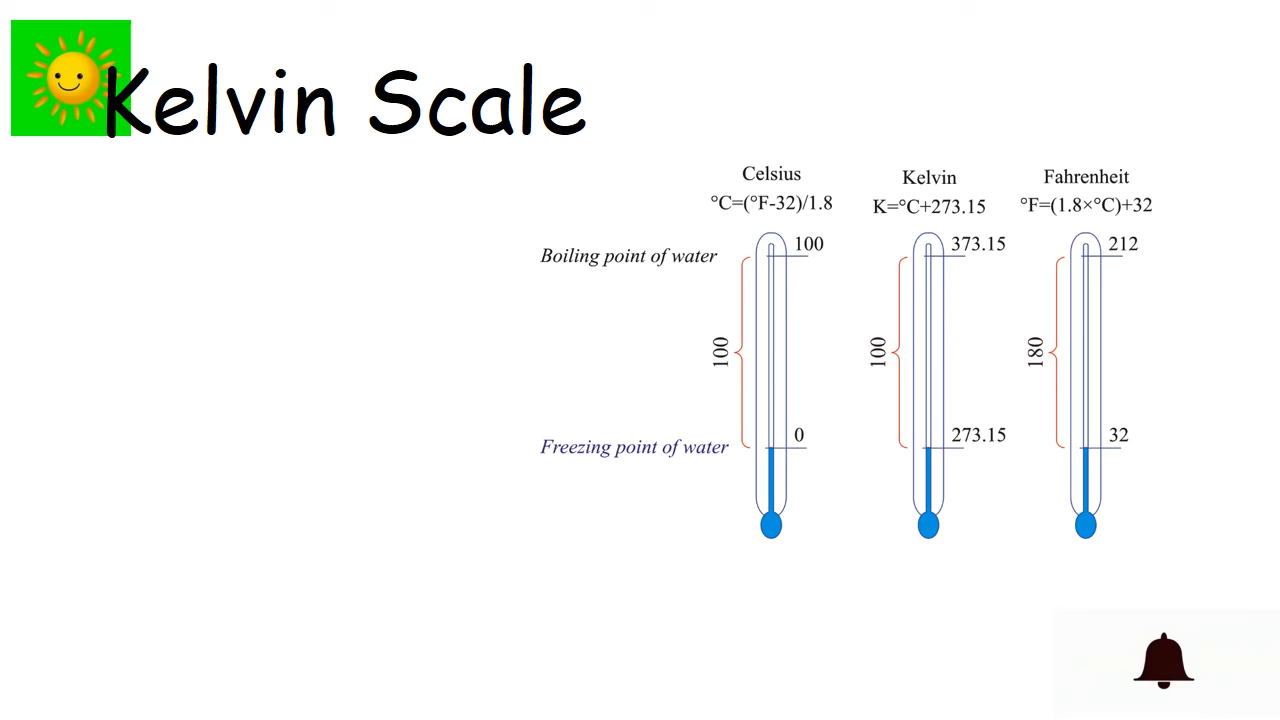 Kelvin Scale
Celsius
Kelvin
Fahrenheit
°C=(°F-32)/1.8
K=°C+273.15
°F=(1.8×°C)+32
100
373.15
212
Boiling point of water
100
100
180
0
273.15
32
Freezing point of water